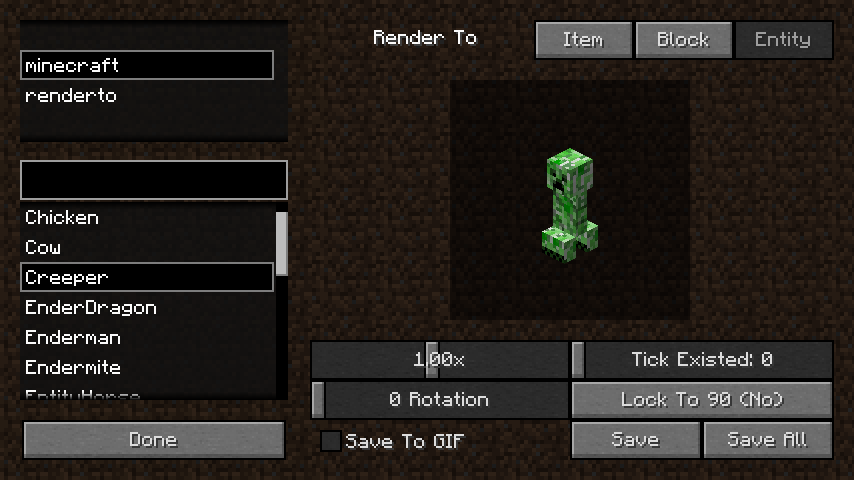 Render To
Item
Block
Entity
minecraft
renderto
Chicken
Cow
Creeper
EnderDragon
Enderman
Endermite
EntityHorse
1.00x
Tick Existed: 0
0 Rotation
Lock To 90 (No)
Done
Save To GIF
Save
Save All